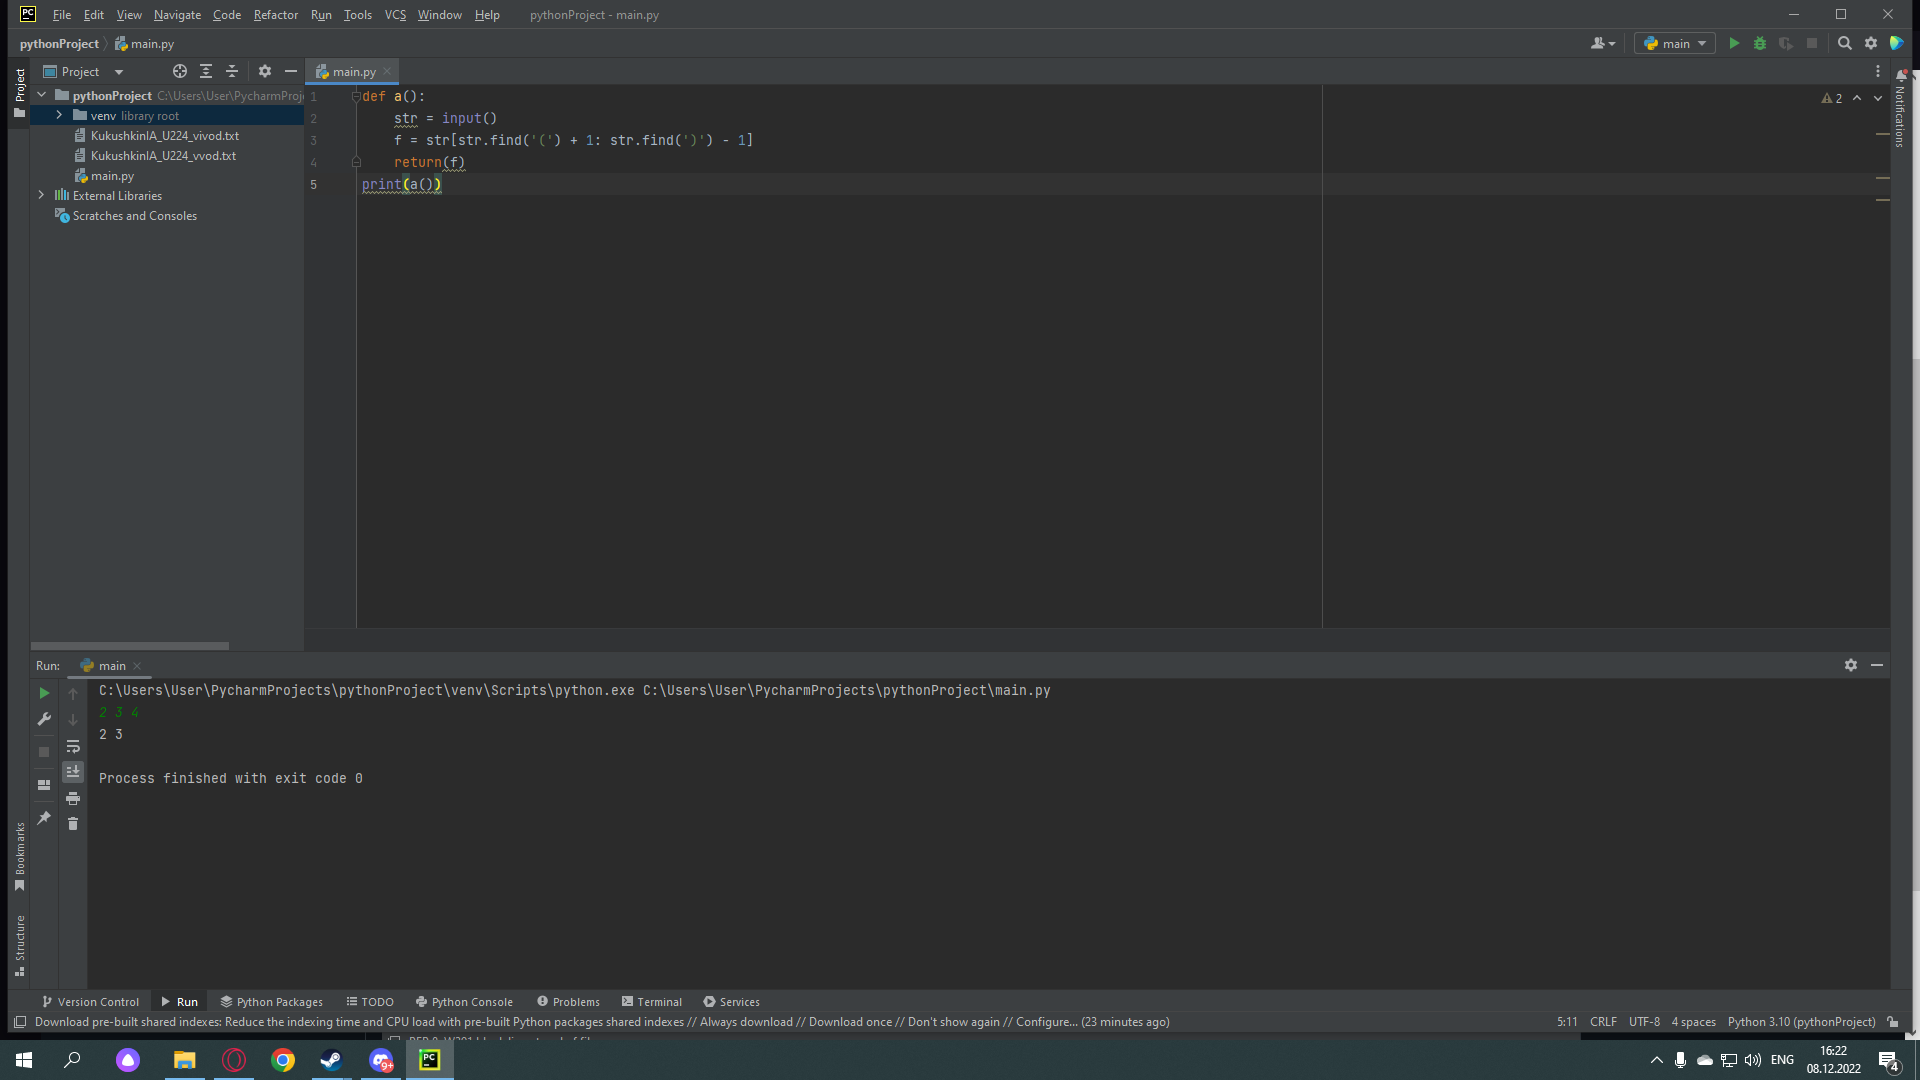 PC File Edit View Navigate Code Refactor Run Tools VCS Window Help pythonProject - main.py
pythonProject main.py main
Project Project main.py
pythonProject C:\Users\User\PycharmProj
venv library root
KukushkinIA_U224_vivod.txt
KukushkinIA_U224_vvod.txt
main.py
External Libraries
Scratches and Consoles
1 def a():
2 str = input()
3 f = str[str.find('(') + 1: str.find(')') - 1]
4 return(f)
5 print(a())
2
Notifications
Run: main
C:\Users\User\PycharmProjects\pythonProject\venv\Scripts\python.exe C:\Users\User\PycharmProjects\pythonProject\main.py
2 3 4
2 3
Process finished with exit code 0
Bookmarks
Structure
Version Control Run Python Packages TODO Python Console Problems Terminal Services
Download pre-built shared indexes: Reduce the indexing time and CPU load with pre-built Python packages shared indexes // Always download // Download once // Don't show again // Configure... (23 minutes ago) 5:11 CRLF UTF-8 4 spaces Python 3.10 (pythonProject)
9+ PC ENG 16:22
08.12.2022 4